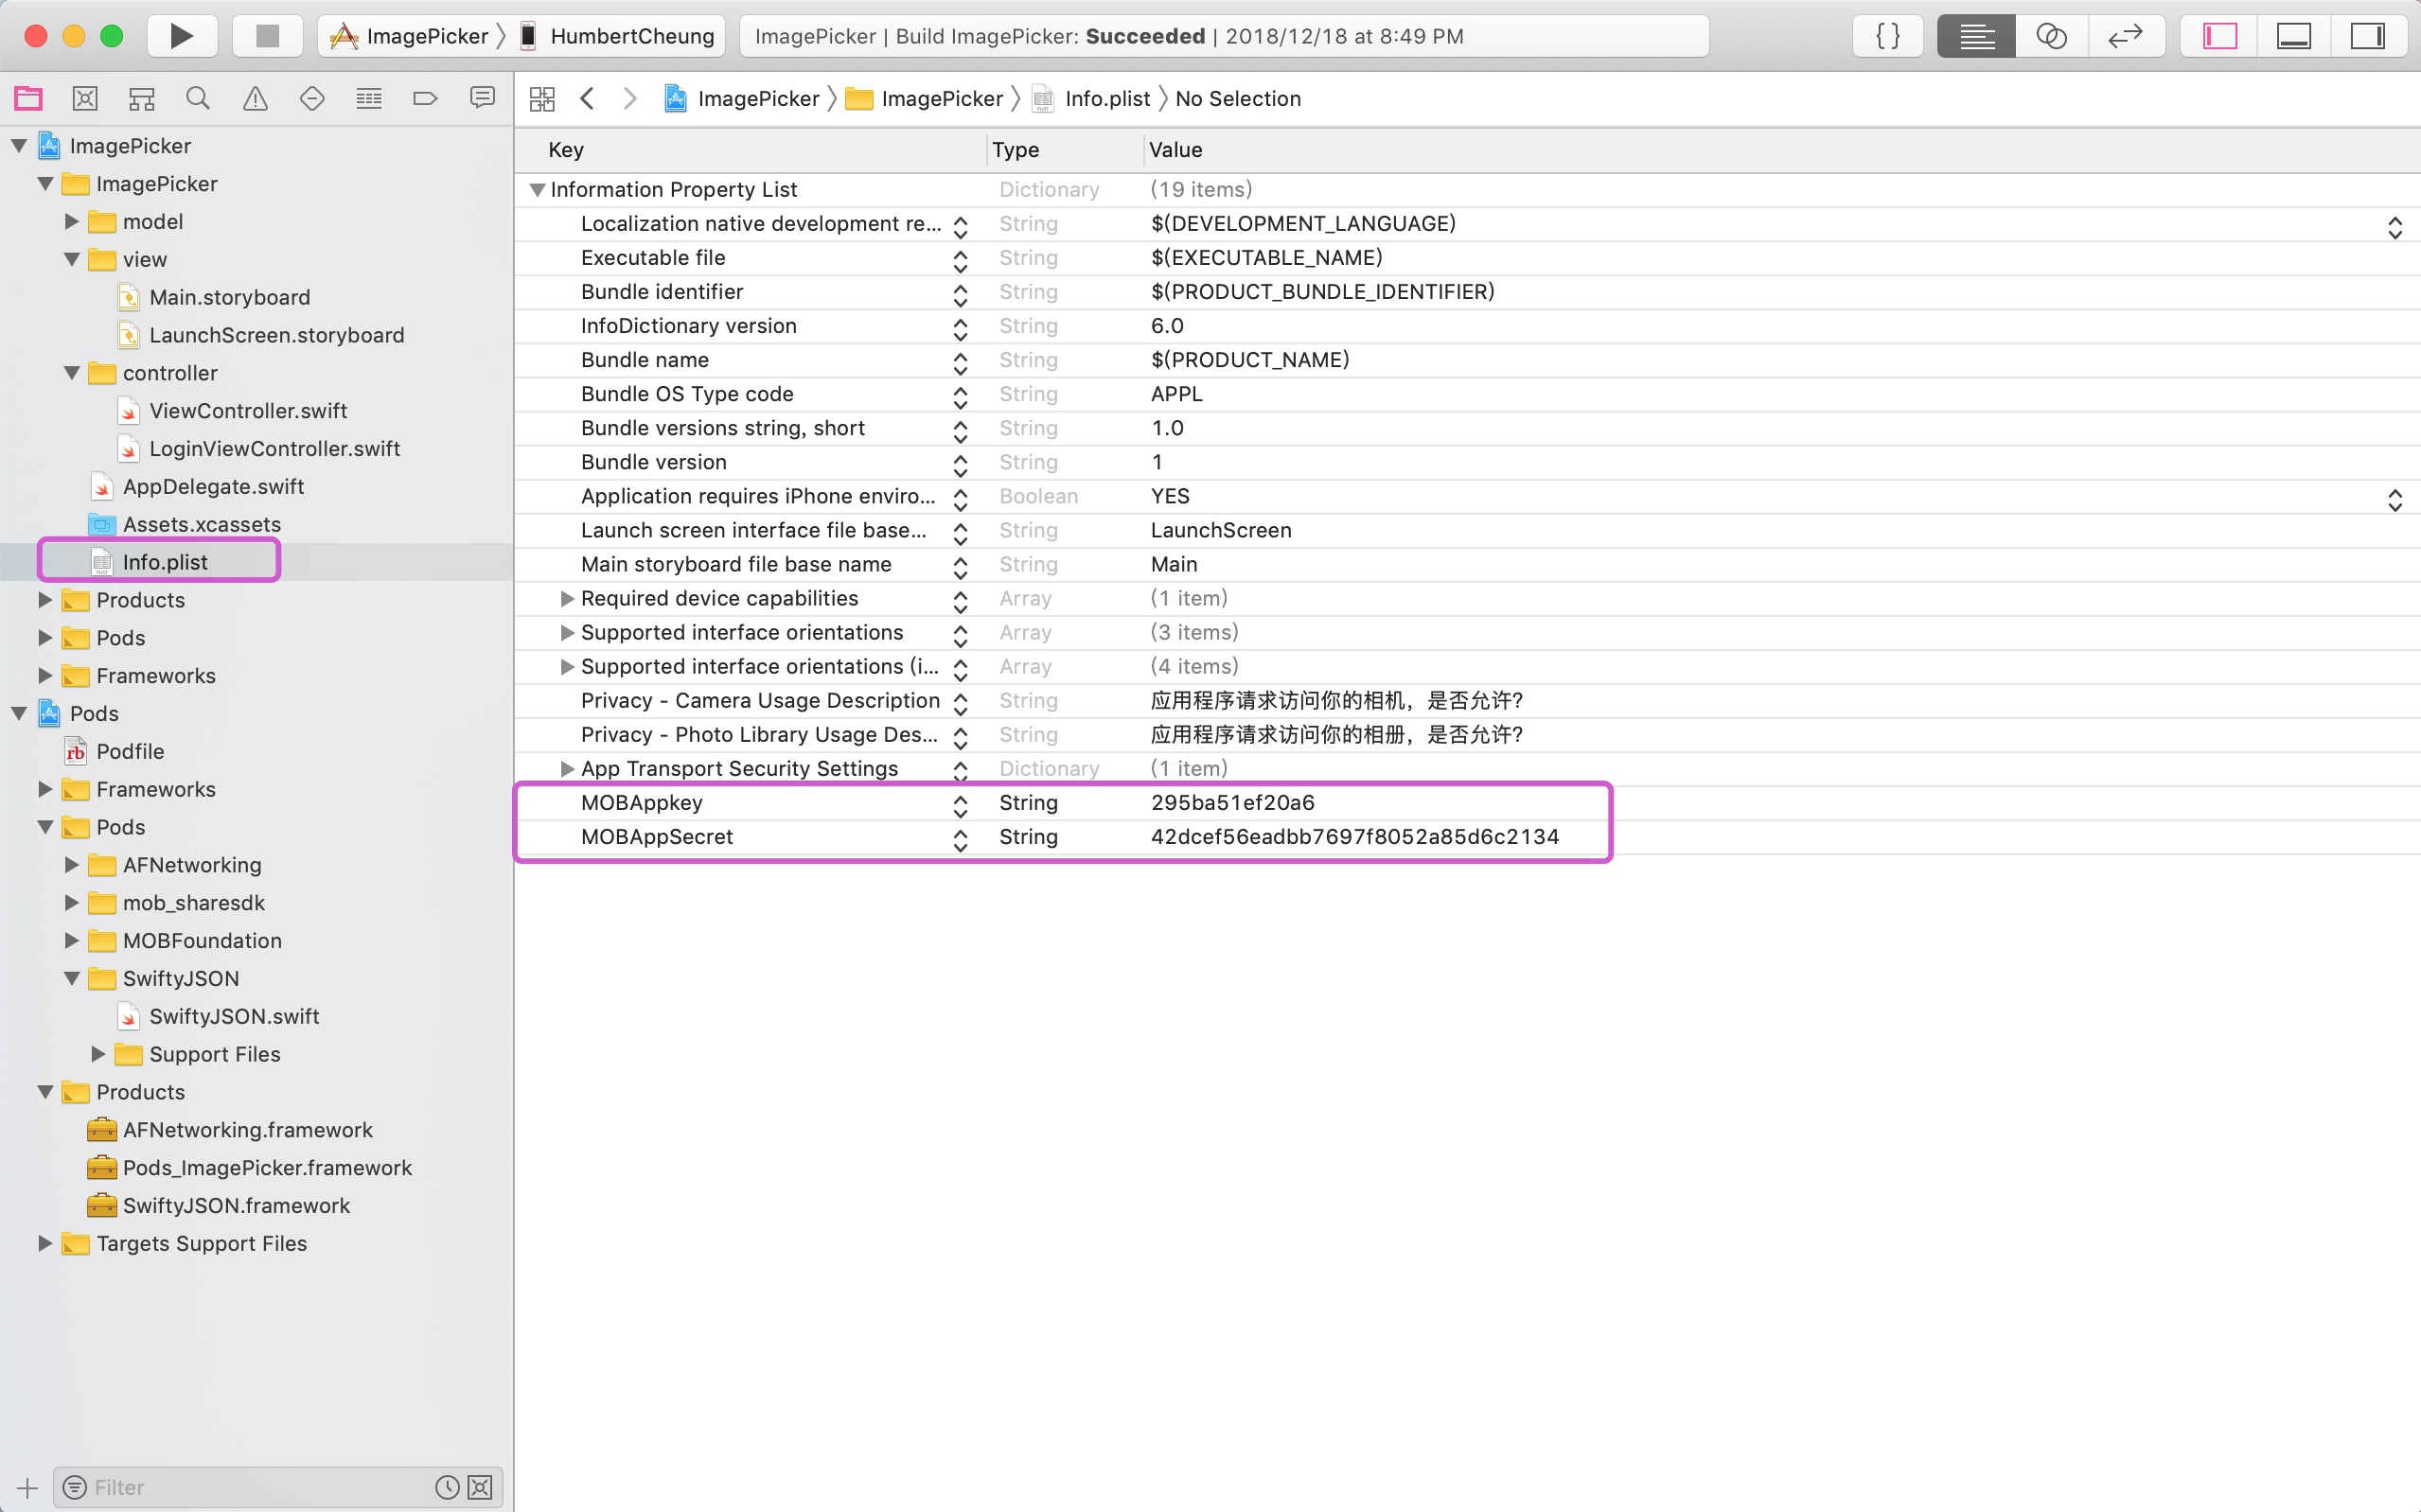 ImagePicker 〉 HumbertCheung
ImagePicker | Build ImagePicker: Succeeded | 2018/12/18 at 8:49 PM
{ }
ImagePicker
ImagePicker
model
view
Main.storyboard
LaunchScreen.storyboard
controller
ViewController.swift
LoginViewController.swift
AppDelegate.swift
Assets.xcassets
Info.plist
Products
Pods
Frameworks
Pods
rb Podfile
Frameworks
Pods
AFNetworking
mob_sharesdk
MOBFoundation
SwiftyJSON
SwiftyJSON.swift
Support Files
Products
AFNetworking.framework
Pods_ImagePicker.framework
SwiftyJSON.framework
Targets Support Files
Filter
ImagePicker 〉 ImagePicker 〉 Info.plist 〉 No Selection
Key Type Value
Information Property List Dictionary (19 items)
Localization native development re... String $(DEVELOPMENT_LANGUAGE)
Executable file String $(EXECUTABLE_NAME)
Bundle identifier String $(PRODUCT_BUNDLE_IDENTIFIER)
InfoDictionary version String 6.0
Bundle name String $(PRODUCT_NAME)
Bundle OS Type code String APPL
Bundle versions string, short String 1.0
Bundle version String 1
Application requires iPhone enviro... Boolean YES
Launch screen interface file base... String LaunchScreen
Main storyboard file base name String Main
Required device capabilities Array (1 item)
Supported interface orientations Array (3 items)
Supported interface orientations (i... Array (4 items)
Privacy - Camera Usage Description String 应用程序请求访问你的相机，是否允许?
Privacy - Photo Library Usage Des... String 应用程序请求访问你的相册，是否允许?
App Transport Security Settings Dictionary (1 item)
MOBAppkey String 295ba51ef20a6
MOBAppSecret String 42dcef56eadbb7697f8052a85d6c2134